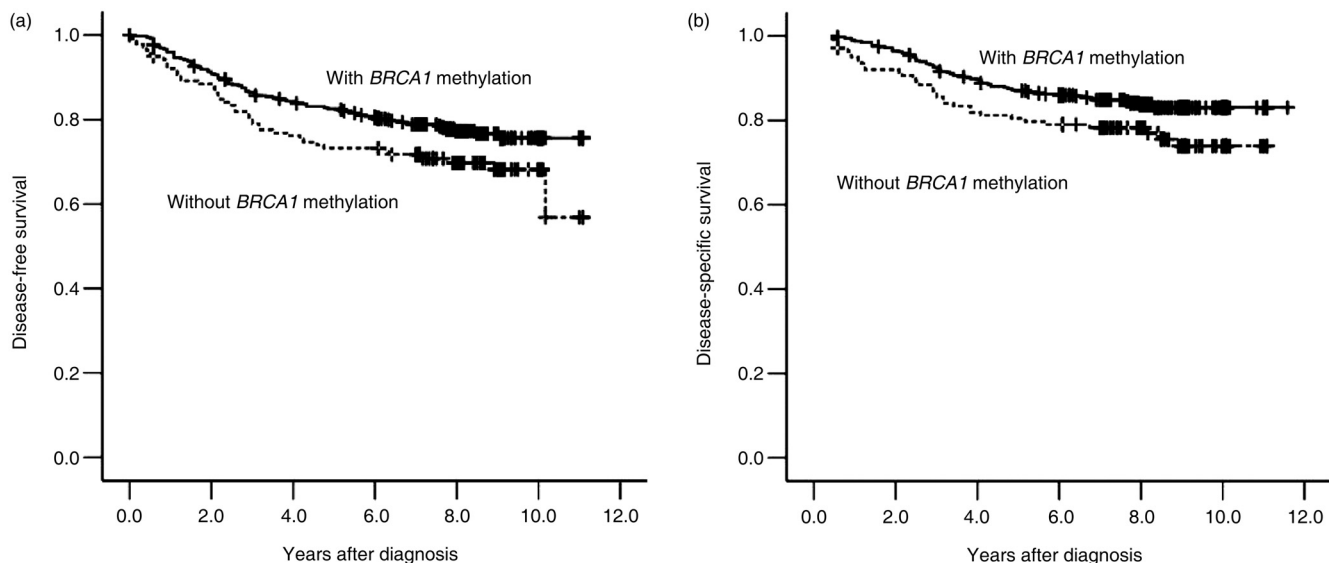 (a)
1.0
0.8
0.6
0.4
0.2
0.0
Disease-free survival
With BRCA1 methylation
Without BRCA1 methylation
0.0 2.0 4.0 6.0 8.0 10.0 12.0
Years after diagnosis
(b)
1.0
0.8
0.6
0.4
0.2
0.0
Disease-specific survival
With BRCA1 methylation
Without BRCA1 methylation
0.0 2.0 4.0 6.0 8.0 10.0 12.0
Years after diagnosis